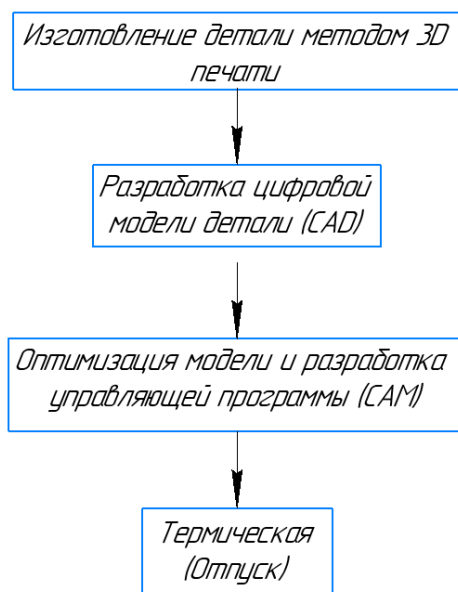 Изготовление детали методом 3D
печати
Разработка цифровой
модели детали (CAD)
Оптимизация модели и разработка
управляющей программы (CAM)
Термическая
(Отпуск)